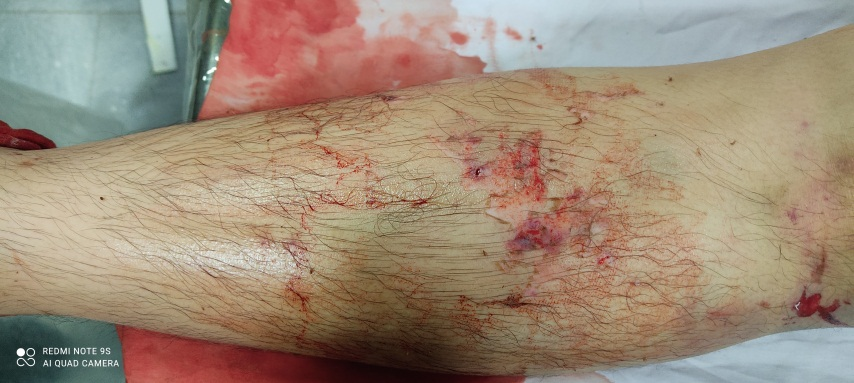 REDMI NOTE 9S
AI QUAD CAMERA